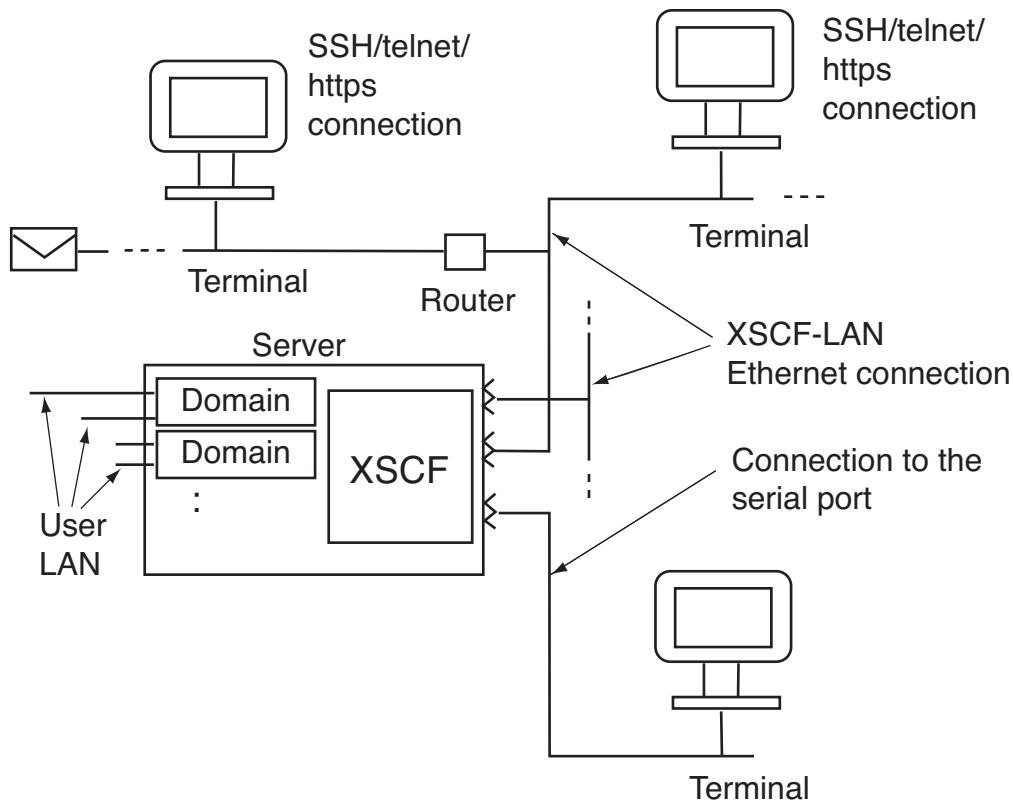 SSH/telnet/
https
connection
SSH/telnet/
https
connection
Terminal
Terminal
Router
Server
XSCF-LAN
Ethernet connection
Domain
Domain
:
XSCF
User
LAN
Connection to the
serial port
Terminal